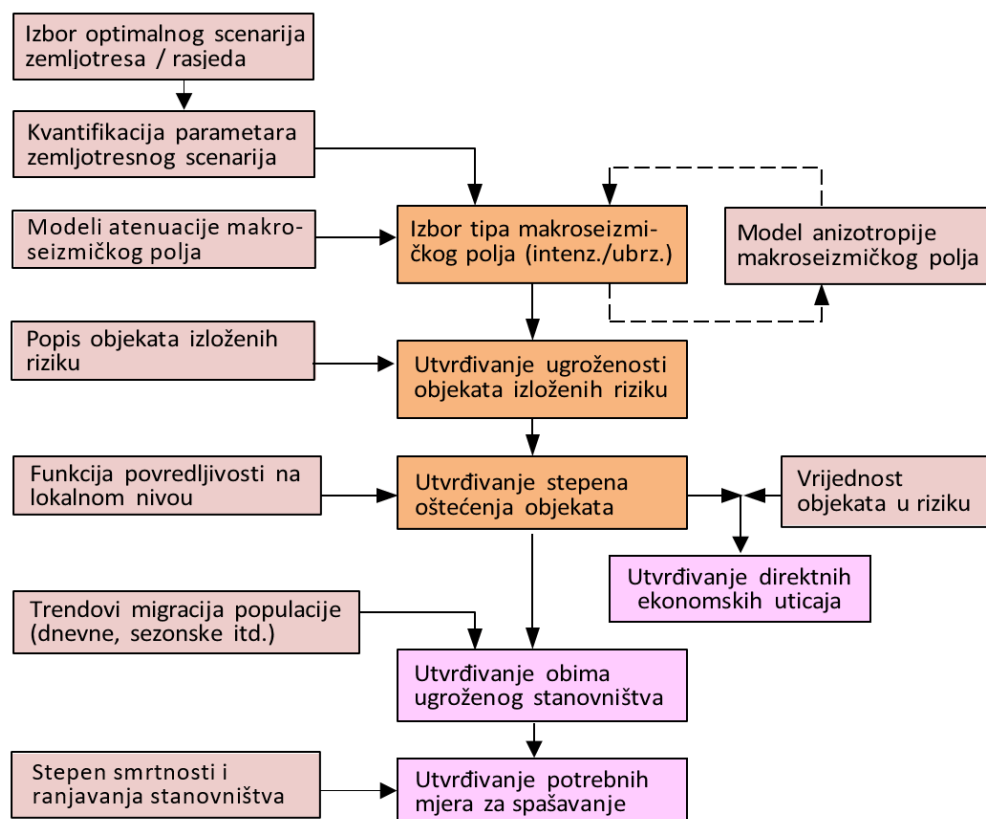 Izbor optimalnog scenarija
zemljotresa / rasjeda
Kvantifikacija parametara
zemljotresnog scenarija
Modeli atenuacije makro-
seizmičkog polja
Izbor tipa makroseizmi-
čkog polja (intenz./ubrz.)
Model anizotropije
makroseizmičkog polja
Popis objekata izloženih
riziku
Utvrđivanje ugroženosti
objekata izloženih riziku
Funkcija povredljivosti na
lokalnom nivou
Utvrđivanje stepena
oštećenja objekata
Vrijednost
objekata u riziku
Utvrđivanje direktnih
ekonomskih uticaja
Trendovi migracija populacije
(dnevne, sezonske itd.)
Utvrđivanje obima
ugroženog stanovništva
Stepen smrtnosti i
ranjavanja stanovništva
Utvrđivanje potrebnih
mjera za spašavanje